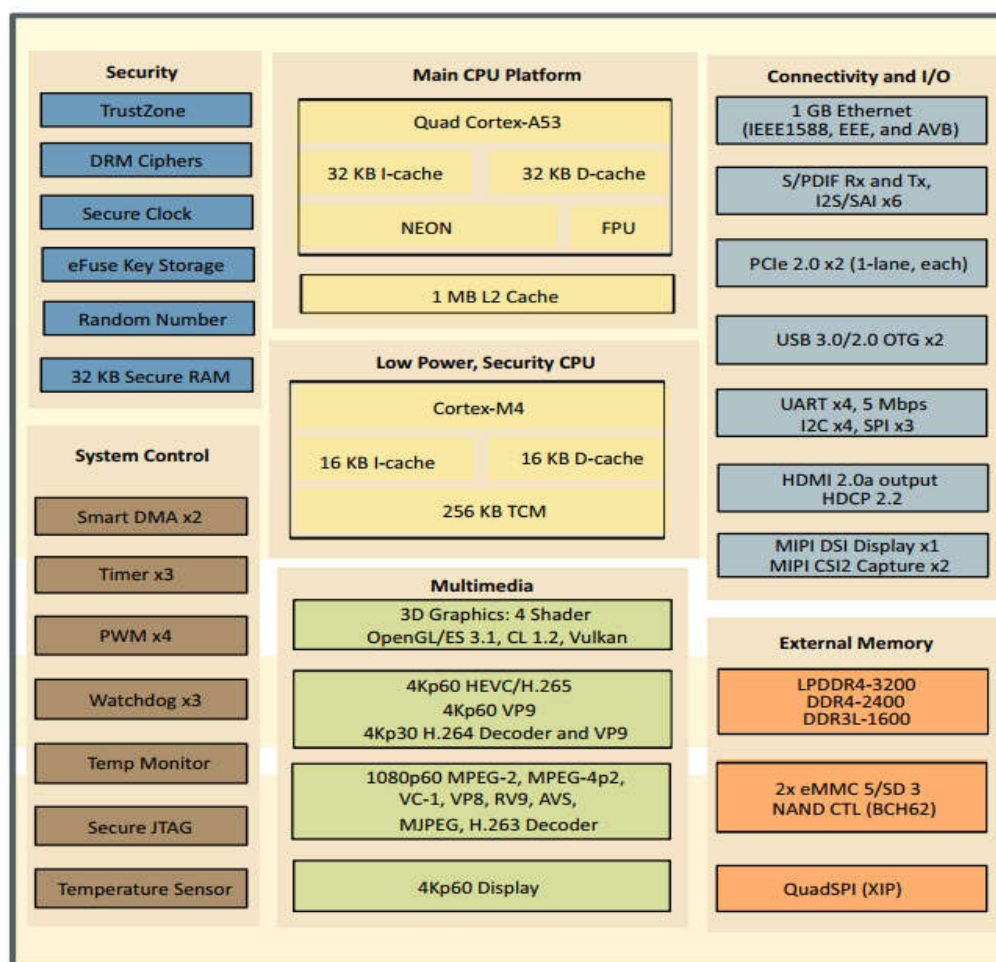 Security
TrustZone
DRM Ciphers
Secure Clock
eFuse Key Storage
Random Number
32 KB Secure RAM
System Control
Smart DMA x2
Timer x3
PWM x4
Watchdog x3
Temp Monitor
Secure JTAG
Temperature Sensor
Main CPU Platform
Quad Cortex-A53
32 KB I-cache
32 KB D-cache
NEON
FPU
1 MB L2 Cache
Low Power, Security CPU
Cortex-M4
16 KB I-cache
16 KB D-cache
256 KB TCM
Multimedia
3D Graphics: 4 Shader
OpenGL/ES 3.1, CL 1.2, Vulkan
4Kp60 HEVC/H.265
4Kp60 VP9
4Kp30 H.264 Decoder and VP9
1080p60 MPEG-2, MPEG-4p2,
VC-1, VP8, RV9, AVS,
MJPEG, H.263 Decoder
4Kp60 Display
Connectivity and I/O
1 GB Ethernet
(IEEE1588, EEE, and AVB)
S/PDIF Rx and Tx,
I2S/SAI x6
PCIe 2.0 x2 (1-lane, each)
USB 3.0/2.0 OTG x2
UART x4, 5 Mbps
I2C x4, SPI x3
HDMI 2.0a output
HDCP 2.2
MIPI DSI Display x1
MIPI CSI2 Capture x2
External Memory
LPDDR4-3200
DDR4-2400
DDR3L-1600
2x eMMC 5/SD 3
NAND CTL (BCH62)
QuadSPI (XIP)